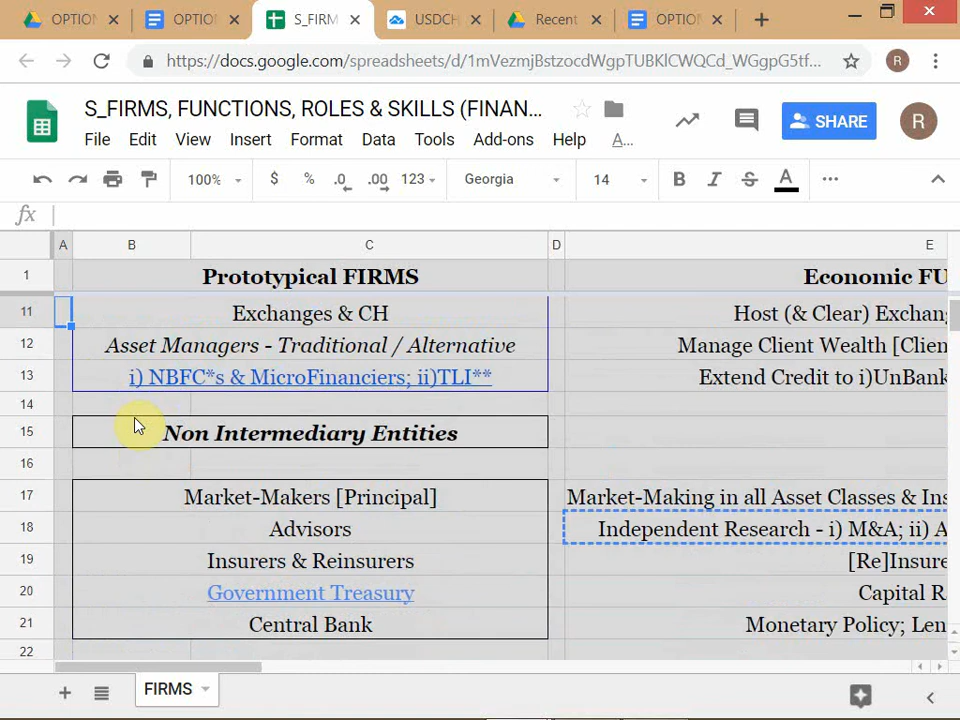 OPTIO
OPTIO
S_FIRM
USDCH
Recent
OPTIO
https://docs.google.com/spreadsheets/d/1mVezmjBstzocdWgpTUBKlCWQCd_WGgpG5tf...
R
S_FIRMS, FUNCTIONS, ROLES & SKILLS (FINAN...
File Edit View Insert Format Data Tools Add-ons Help A...
SHARE
R
100% $ % .0 .00 123 Georgia 14 B I S A
fx
A B C D E
1 Prototypical FIRMS Economic FU
11 Exchanges & CH Host (& Clear) Exchang
12 Asset Managers - Traditional / Alternative Manage Client Wealth [Clien
13 i) NBFC*s & MicroFinanciers; ii)TLI** Extend Credit to i)UnBank
14
15 Non Intermediary Entities
16
17 Market-Makers [Principal] Market-Making in all Asset Classes & Ins
18 Advisors Independent Research - i) M&A; ii) A
19 Insurers & Reinsurers [Re]Insure
20 Government Treasury Capital R
21 Central Bank Monetary Policy; Len
22
FIRMS